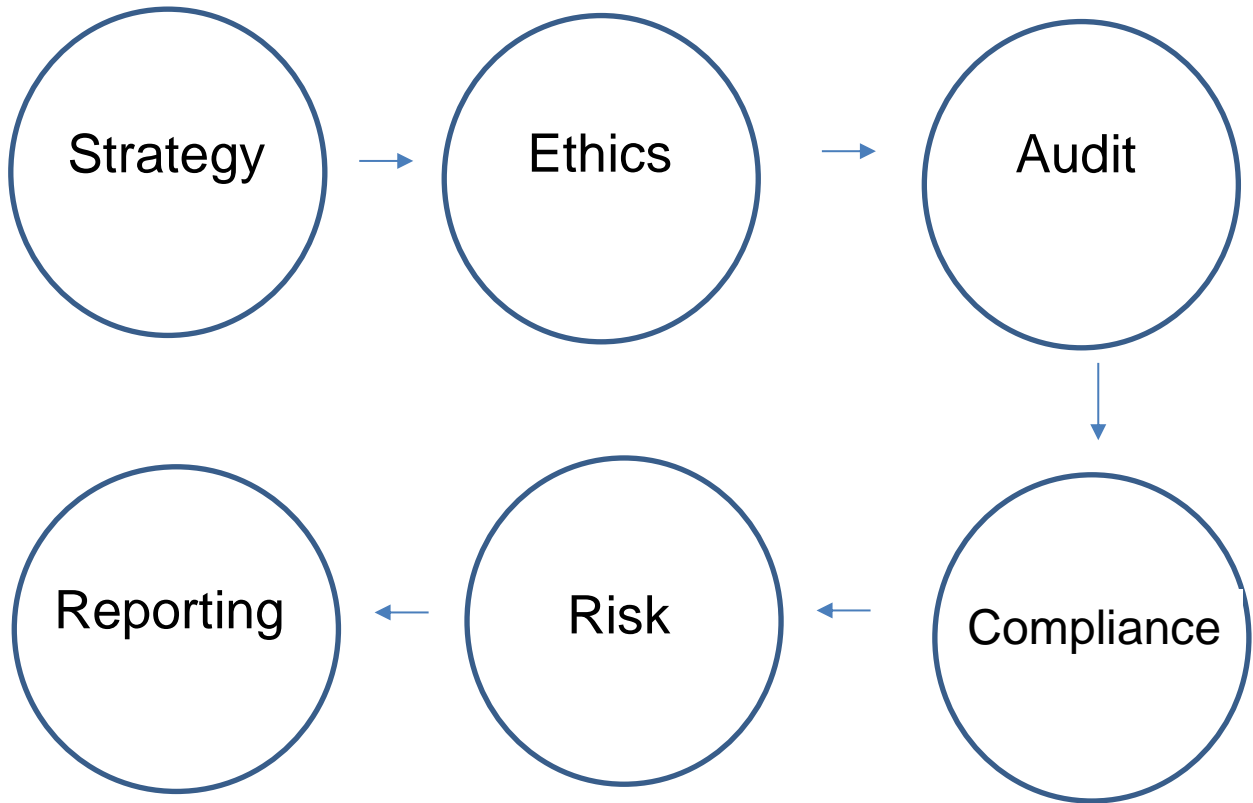 Strategy
Ethics
Audit
Compliance
Risk
Reporting